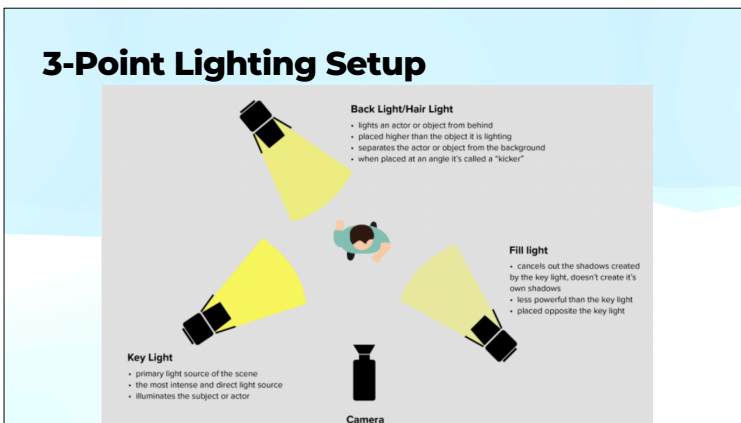 3-Point Lighting Setup
Back Light/Hair Light
• lights an actor or object from behind
• placed higher than the object it is lighting
• separates the actor or object from the background
• when placed at an angle it's called a "kicker"
Fill light
• cancels out the shadows created
by the key light, doesn't create it's
own shadows
• less powerful than the key light
• placed opposite the key light
Key Light
• primary light source of the scene
• the most intense and direct light source
• illuminates the subject or actor
Camera